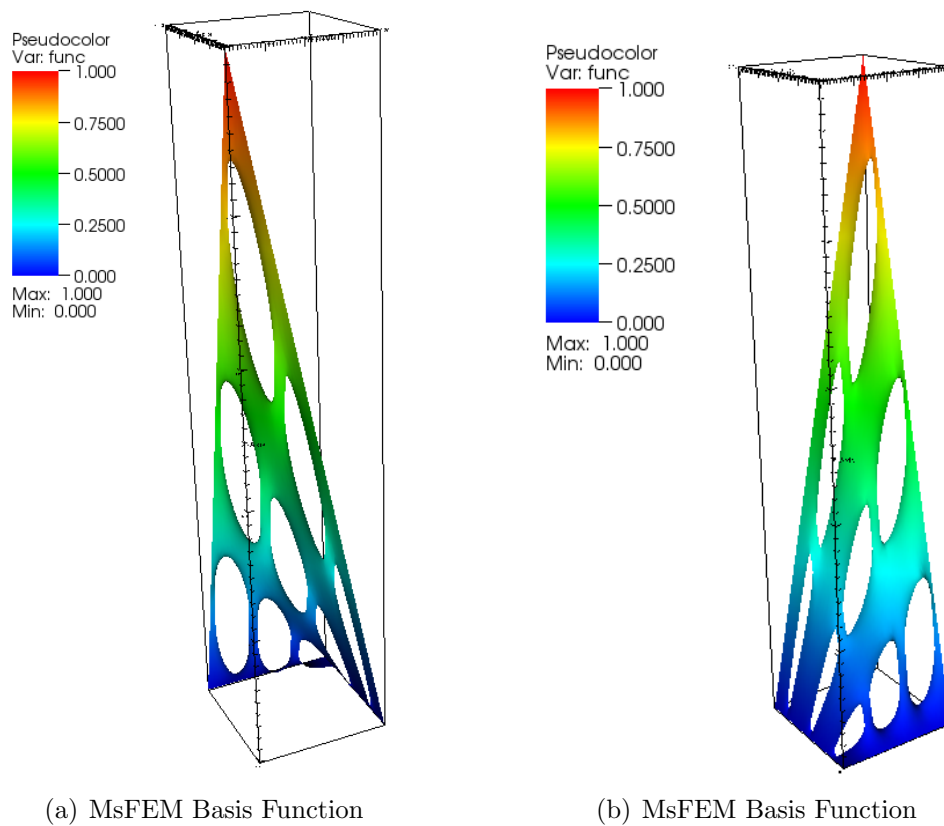 Pseudocolor
Var: func
1.000
0.7500
0.5000
0.2500
0.000
Max: 1.000
Min: 0.000
Pseudocolor
Var: func
1.000
0.7500
0.5000
0.2500
0.000
Max: 1.000
Min: 0.000
(a) MsFEM Basis Function
(b) MsFEM Basis Function